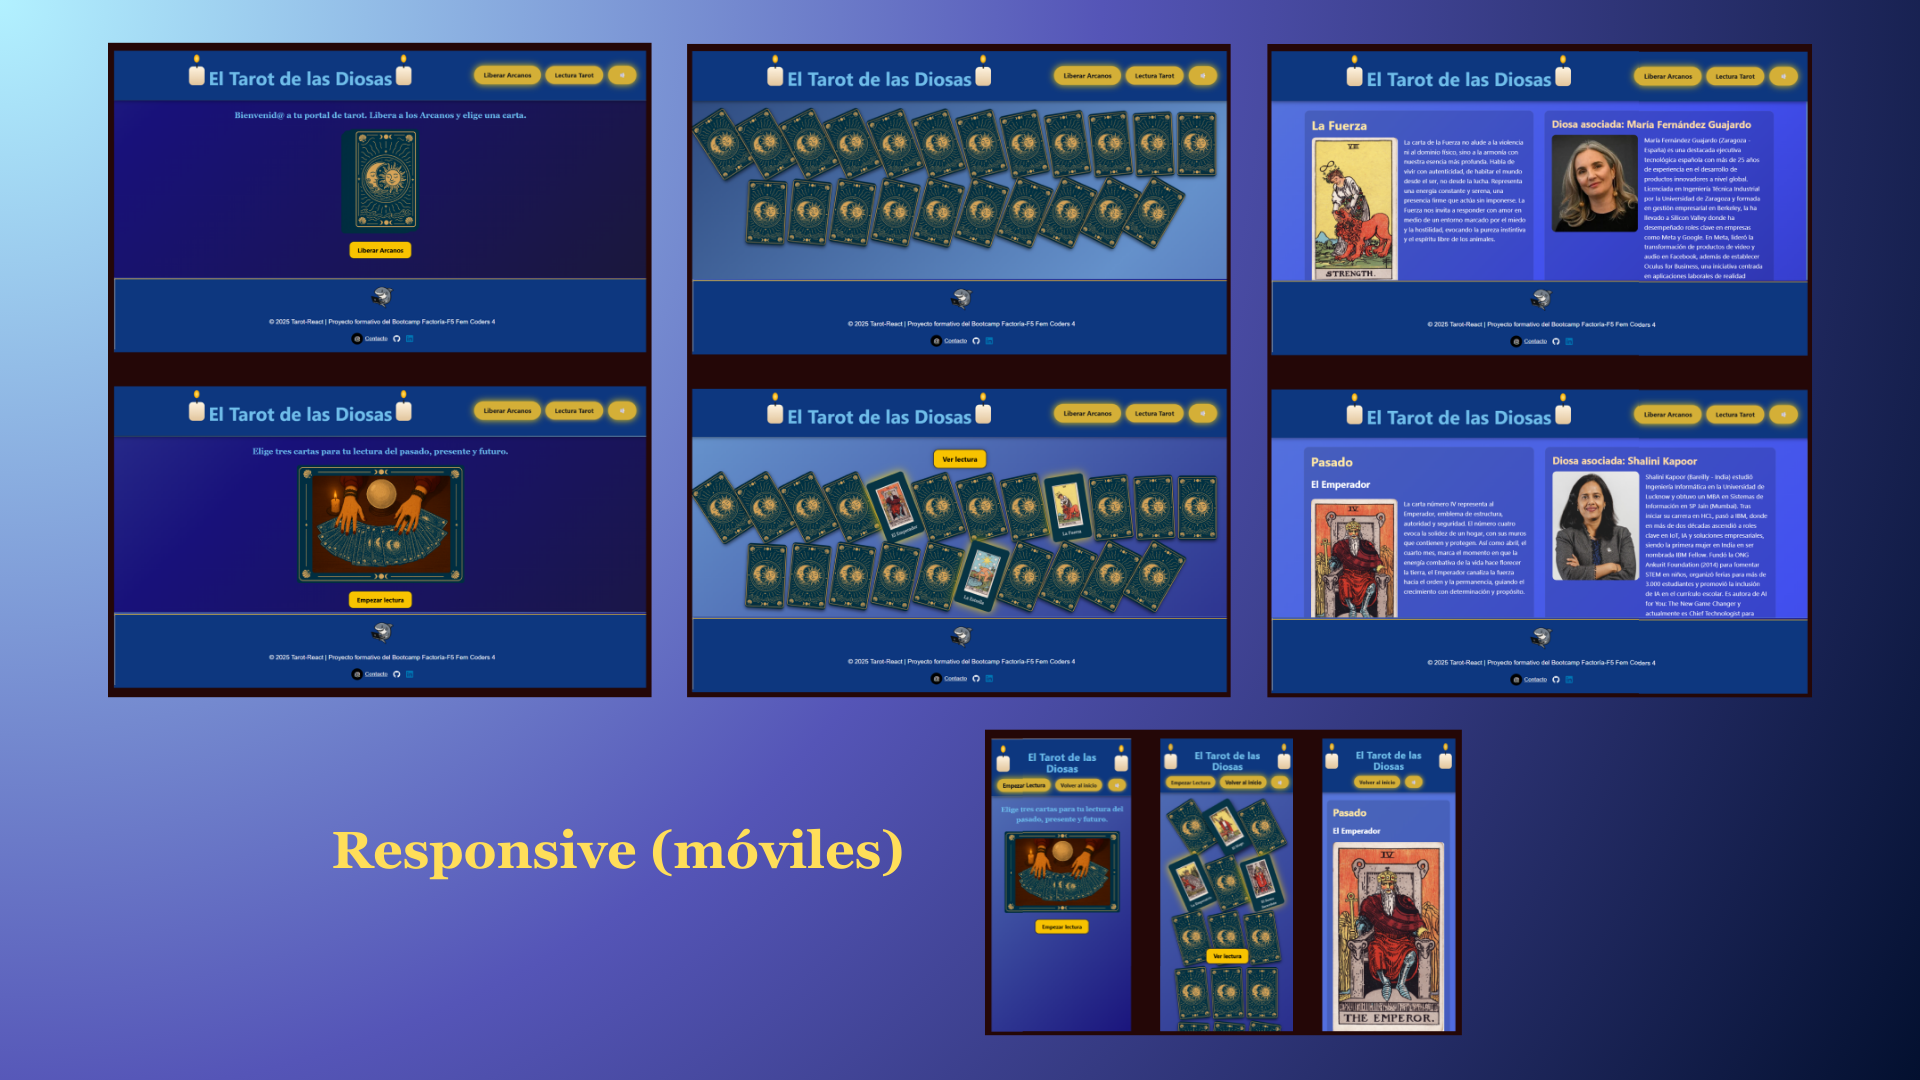 El Tarot de las Diosas
Liberar Arcanos
Lectura Tarot
Bienvenid@ a tu portal de tarot. Libera a los Arcanos y elige una carta.
Liberar Arcanos
© 2025 Tarot-React | Proyecto formativo del Bootcamp Factoría-F5 Fem Coders 4
Contacto
El Tarot de las Diosas
Liberar Arcanos
Lectura Tarot
Elige tres cartas para tu lectura del pasado, presente y futuro.
Empezar lectura
© 2025 Tarot-React | Proyecto formativo del Bootcamp Factoría-F5 Fem Coders 4
Contacto
El Tarot de las Diosas
Liberar Arcanos
Lectura Tarot
© 2025 Tarot-React | Proyecto formativo del Bootcamp Factoría-F5 Fem Coders 4
Contacto
El Tarot de las Diosas
Liberar Arcanos
Lectura Tarot
Ver lectura
El Emperador
La Fuerza
La Estrella
© 2025 Tarot-React | Proyecto formativo del Bootcamp Factoría-F5 Fem Coders 4
Contacto
El Tarot de las Diosas
Liberar Arcanos
Lectura Tarot
La Fuerza
STRENGTH.
La carta de la Fuerza no alude a la violencia
ni al dominio físico, sino a la armonía con
nuestra esencia más profunda. Habla de
vivir con autenticidad, de habitar el mundo
desde el ser, no desde la lucha. Representa
una energía constante y serena, una
presencia firme que actúa sin imponerse. La
Fuerza nos invita a responder con amor en
medio de un entorno marcado por el miedo
y la hostilidad, evocando la pureza instintiva
y el espíritu libre de los animales.
Diosa asociada: María Fernández Guajardo
María Fernández Guajardo (Zaragoza -
España) es una destacada ejecutiva
tecnológica española con más de 25 años
de experiencia en el desarrollo de
productos innovadores a nivel global.
Licenciada en Ingeniería Técnica Industrial
por la Universidad de Zaragoza y formada
en gestión empresarial en Berkeley, la ha
llevado a Silicon Valley donde ha
desempeñado roles clave en empresas
como Meta y Google. En Meta, lideró la
transformación de productos de video y
audio en Facebook, además de establecer
Oculus for Business, una iniciativa centrada
en aplicaciones laborales de realidad
© 2025 Tarot-React | Proyecto formativo del Bootcamp Factoría-F5 Fem Coders 4
Contacto
El Tarot de las Diosas
Liberar Arcanos
Lectura Tarot
Pasado
El Emperador
IV
La carta número IV representa al
Emperador, emblema de estructura,
autoridad y seguridad. El número cuatro
evoca la solidez de un hogar, con sus muros
que contienen y protegen. Así como abril, el
cuarto mes, marca el momento en que la
energía combativa de la vida hace florecer
la tierra, el Emperador canaliza la fuerza
hacia el orden y la permanencia, guiando el
crecimiento con determinación y propósito.
Diosa asociada: Shalini Kapoor
Shalini Kapoor (Bareilly - India) estudió
Ingeniería Informática en la Universidad de
Lucknow y obtuvo un MBA en Sistemas de
Información en SP Jain (Mumbai). Tras
iniciar su carrera en HCL, pasó a IBM, donde
en más de dos décadas ascendió a roles
clave en IoT, IA y soluciones empresariales,
siendo la primera mujer en India en ser
nombrada IBM Fellow. Fundó la ONG
Ankurit Foundation (2014) para fomentar
STEM en niños, organizó ferias para más de
3.000 estudiantes y promovió la inclusión
de IA en el currículo escolar. Es autora de AI
for You: The New Game Changer y
actualmente es Chief Technologist para
© 2025 Tarot-React | Proyecto formativo del Bootcamp Factoría-F5 Fem Coders 4
Contacto
Responsive (móviles)
El Tarot de las
Diosas
Empezar Lectura
Volver al inicio
Elige tres cartas para tu lectura del
pasado, presente y futuro.
Empezar lectura
El Tarot de las
Diosas
Empezar Lectura
Volver al inicio
Ver lectura
El Tarot de las
Diosas
Volver al inicio
Pasado
El Emperador
IV
THE EMPEROR.